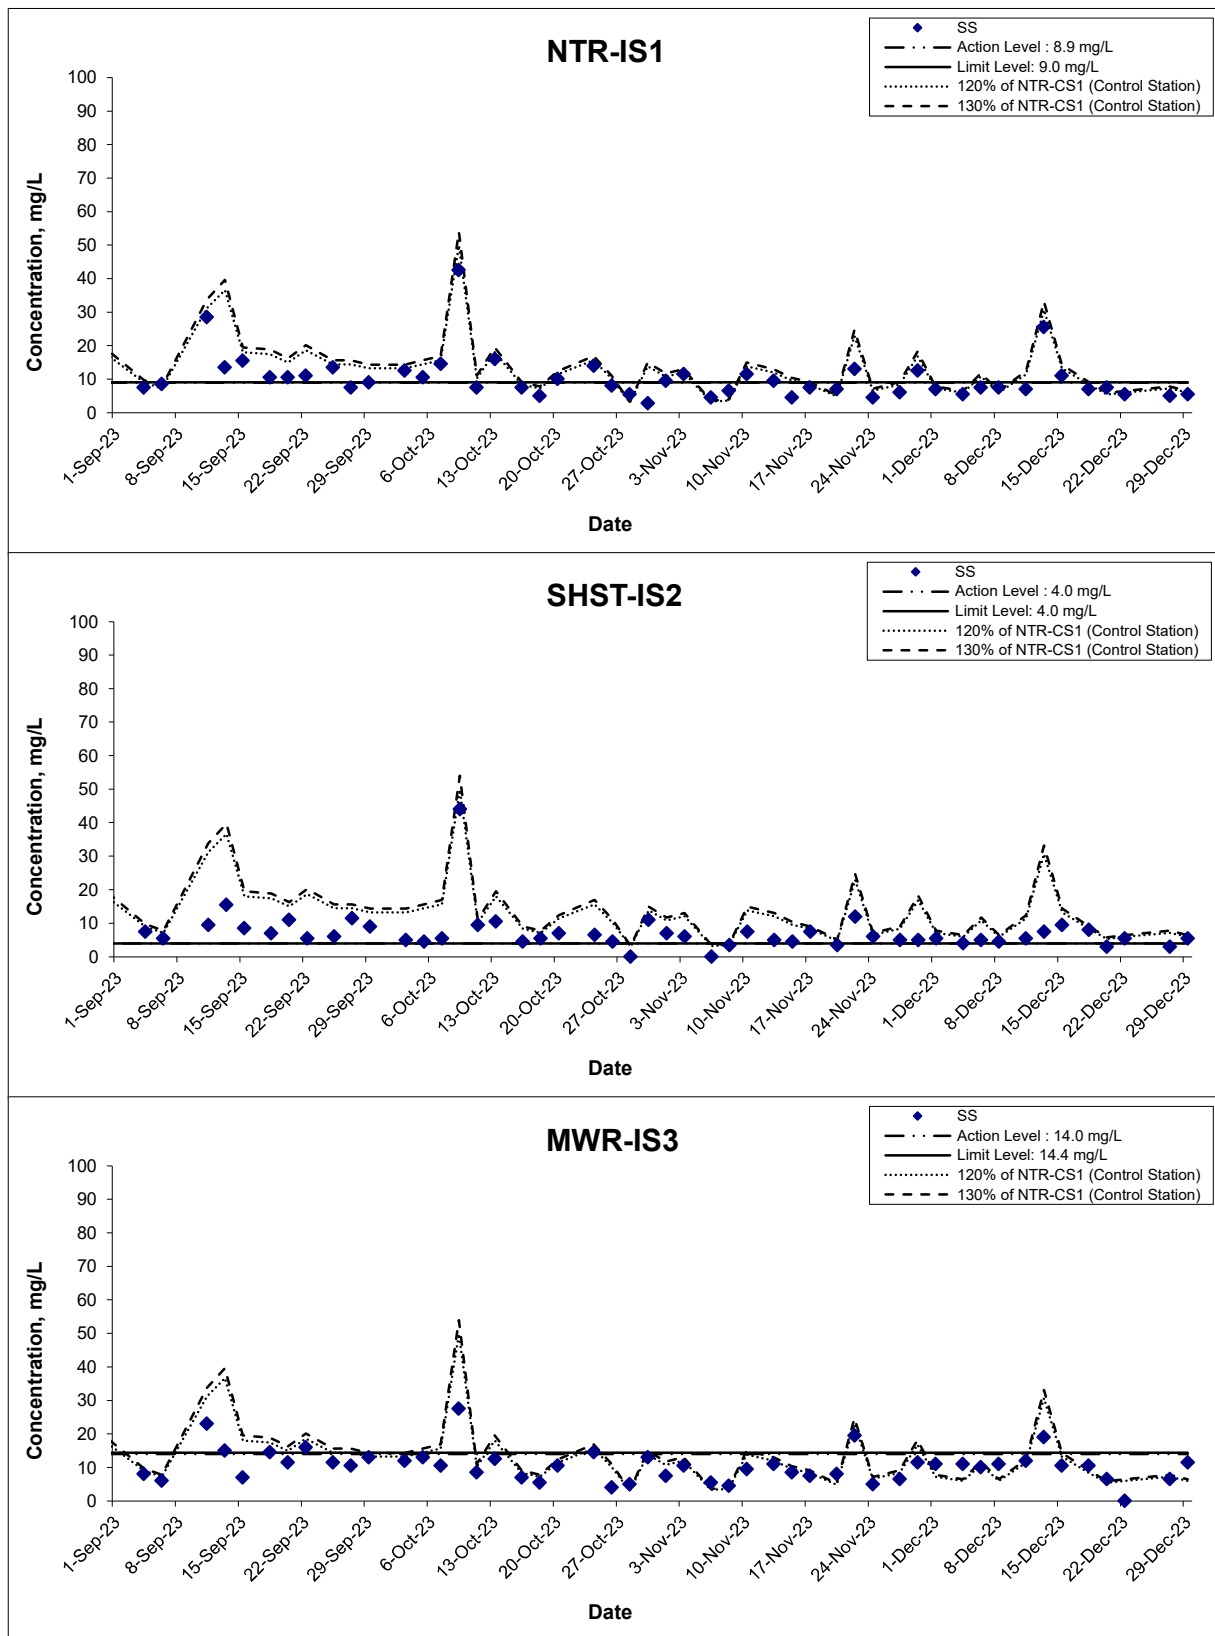 NTR-IS1
SS
Action Level : 8.9 mg/L
Limit Level: 9.0 mg/L
120% of NTR-CS1 (Control Station)
130% of NTR-CS1 (Control Station)
Concentration, mg/L
100
90
80
70
60
50
40
30
20
10
0
1-Sep-23
8-Sep-23
15-Sep-23
22-Sep-23
29-Sep-23
6-Oct-23
13-Oct-23
20-Oct-23
27-Oct-23
3-Nov-23
10-Nov-23
17-Nov-23
24-Nov-23
1-Dec-23
8-Dec-23
15-Dec-23
22-Dec-23
29-Dec-23
Date
SHST-IS2
SS
Action Level : 4.0 mg/L
Limit Level: 4.0 mg/L
120% of NTR-CS1 (Control Station)
130% of NTR-CS1 (Control Station)
Concentration, mg/L
100
90
80
70
60
50
40
30
20
10
0
1-Sep-23
8-Sep-23
15-Sep-23
22-Sep-23
29-Sep-23
6-Oct-23
13-Oct-23
20-Oct-23
27-Oct-23
3-Nov-23
10-Nov-23
17-Nov-23
24-Nov-23
1-Dec-23
8-Dec-23
15-Dec-23
22-Dec-23
29-Dec-23
Date
MWR-IS3
SS
Action Level : 14.0 mg/L
Limit Level: 14.4 mg/L
120% of NTR-CS1 (Control Station)
130% of NTR-CS1 (Control Station)
Concentration, mg/L
100
90
80
70
60
50
40
30
20
10
0
1-Sep-23
8-Sep-23
15-Sep-23
22-Sep-23
29-Sep-23
6-Oct-23
13-Oct-23
20-Oct-23
27-Oct-23
3-Nov-23
10-Nov-23
17-Nov-23
24-Nov-23
1-Dec-23
8-Dec-23
15-Dec-23
22-Dec-23
29-Dec-23
Date